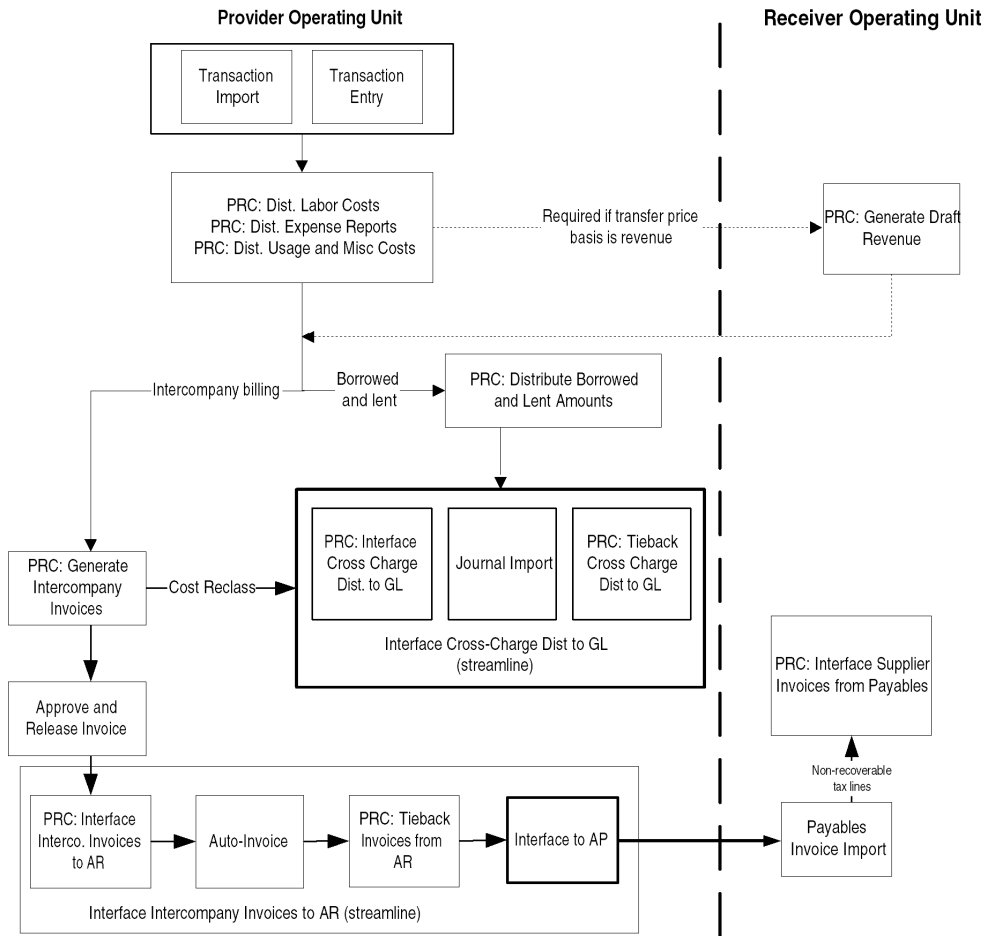 Provider Operating Unit
Receiver Operating Unit
Transaction
Import
Transaction
Entry
PRC: Dist. Labor Costs
PRC: Dist. Expense Reports
PRC: Dist. Usage and Misc Costs
Required if transfer price
basis is revenue
PRC: Generate Draft
Revenue
Intercompany billing
Borrowed
and lent
PRC: Distribute Borrowed
and Lent Amounts
PRC: Interface
Cross Charge
Dist. to GL
Journal Import
PRC: Tieback
Cross Charge
Dist to GL
Interface Cross-Charge Dist to GL
(streamline)
PRC: Generate
Intercompany
Invoices
Cost Reclass
Approve and
Release Invoice
PRC: Interface Supplier
Invoices from Payables
Non-recoverable
tax lines
PRC: Interface
Interco. Invoices
to AR
Auto-Invoice
PRC: Tieback
Invoices from
AR
Interface to AP
Payables
Invoice Import
Interface Intercompany Invoices to AR (streamline)